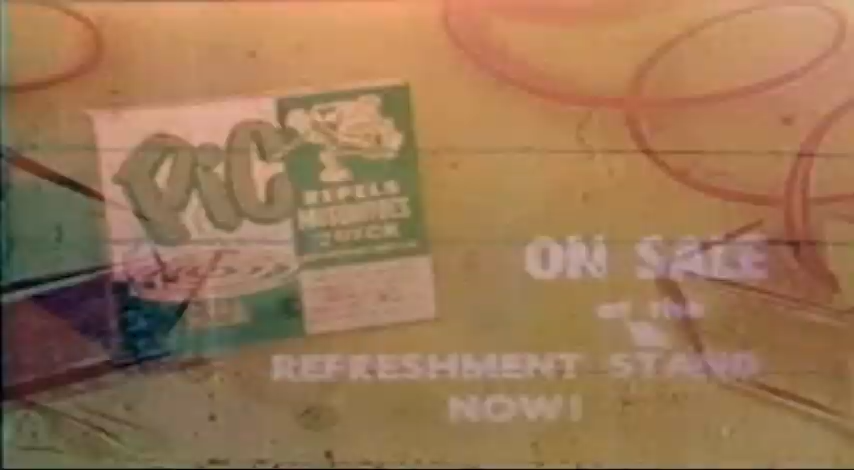 PiC
REPELS
MOSQUITOES
QUICK
ON SALE
at the
REFRESHMENT STAND
NOW!